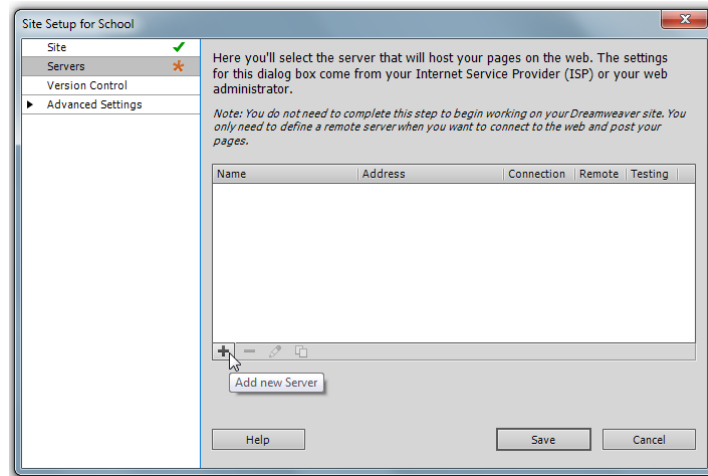 Site Setup for School
Site
Servers
Version Control
Advanced Settings
Here you'll select the server that will host your pages on the web. The settings
for this dialog box come from your Internet Service Provider (ISP) or your web
administrator.
Note: You do not need to complete this step to begin working on your Dreamweaver site. You
only need to define a remote server when you want to connect to the web and post your
pages.
Name Address Connection Remote Testing
Add new Server
Help Save Cancel